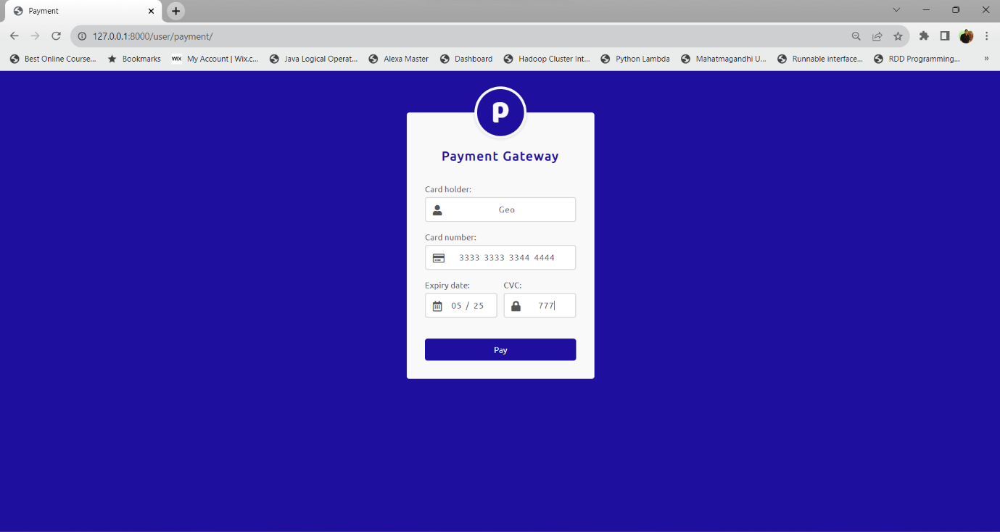 Payment
127.0.0.1:8000/user/payment/
Best Online Course... Bookmarks WiX My Account | Wix.c... Java Logical Operat... Alexa Master Dashboard Hadoop Cluster Int... Python Lambda Mahatmagandhi U... Runnable interface... RDD Programming... »
P
Payment Gateway
Card holder:
Geo
Card number:
3333 3333 3344 4444
Expiry date: CVC:
05 / 25 777
Pay